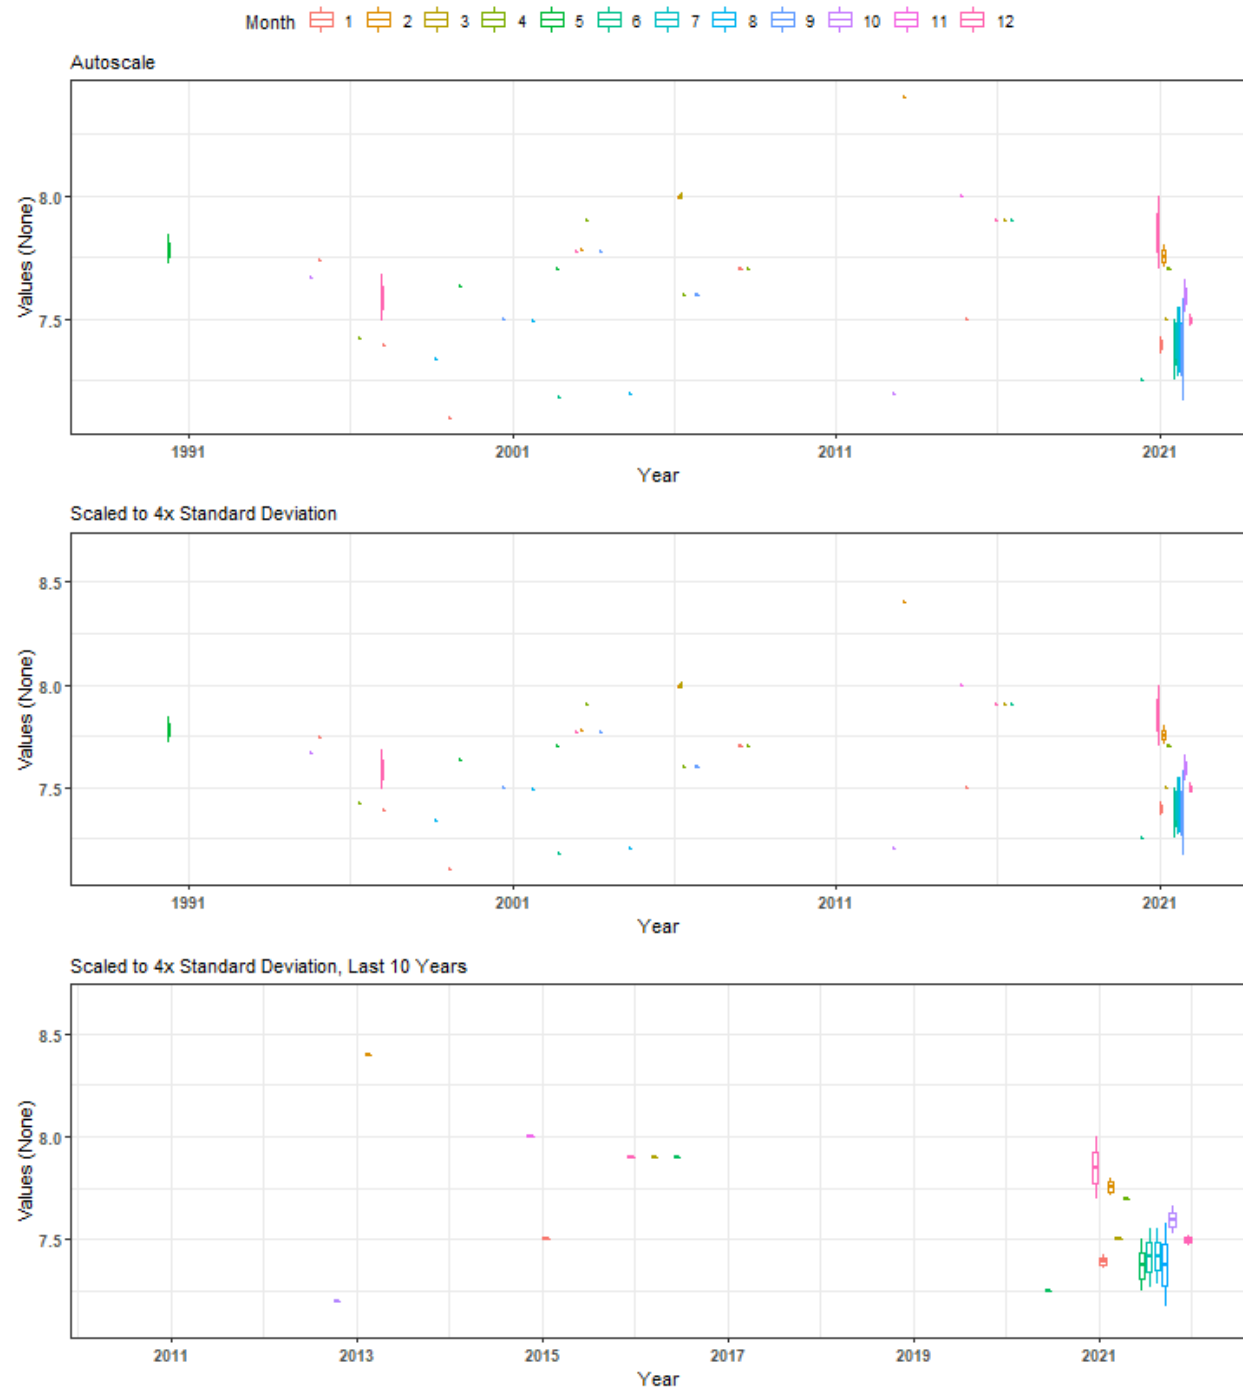 Month 1 2 3 4 5 6 7 8 9 10 11 12
Autoscale
Values (None)
8.0
7.5
1991 2001 2011 2021
Year
Scaled to 4x Standard Deviation
Values (None)
8.5
8.0
7.5
1991 2001 2011 2021
Year
Scaled to 4x Standard Deviation, Last 10 Years
Values (None)
8.5
8.0
7.5
2011 2013 2015 2017 2019 2021
Year